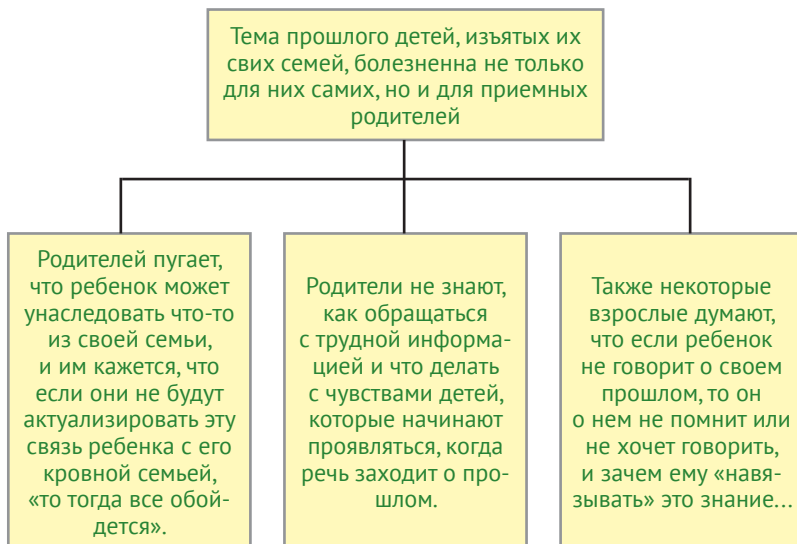 Тема прошлого детей, изъятых их
свих семей, болезненна не только
для них самих, но и для приемных
родителей
Родителей пугает,
что ребенок может
унаследовать что-то
из своей семьи,
и им кажется, что
если они не будут
актуализировать эту
связь ребенка с его
кровной семьей,
«то тогда все обой-
дется».
Родители не знают,
как обращаться
с трудной информа-
цией и что делать
с чувствами детей,
которые начинают
проявляться, когда
речь заходит о про-
шлом.
Также некоторые
взрослые думают,
что если ребенок
не говорит о своем
прошлом, то он
о нем не помнит или
не хочет говорить,
и зачем ему «навя-
зывать» это знание...